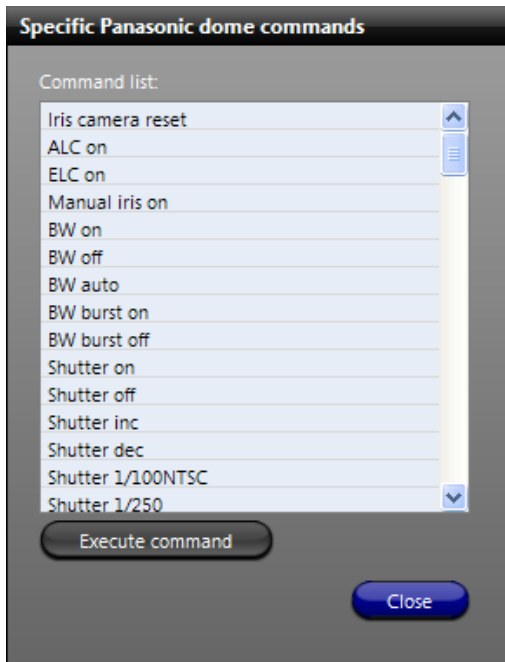 Specific Panasonic dome commands
Command list:
Iris camera reset
ALC on
ELC on
Manual iris on
BW on
BW off
BW auto
BW burst on
BW burst off
Shutter on
Shutter off
Shutter inc
Shutter dec
Shutter 1/100NTSC
Shutter 1/250
Execute command
Close